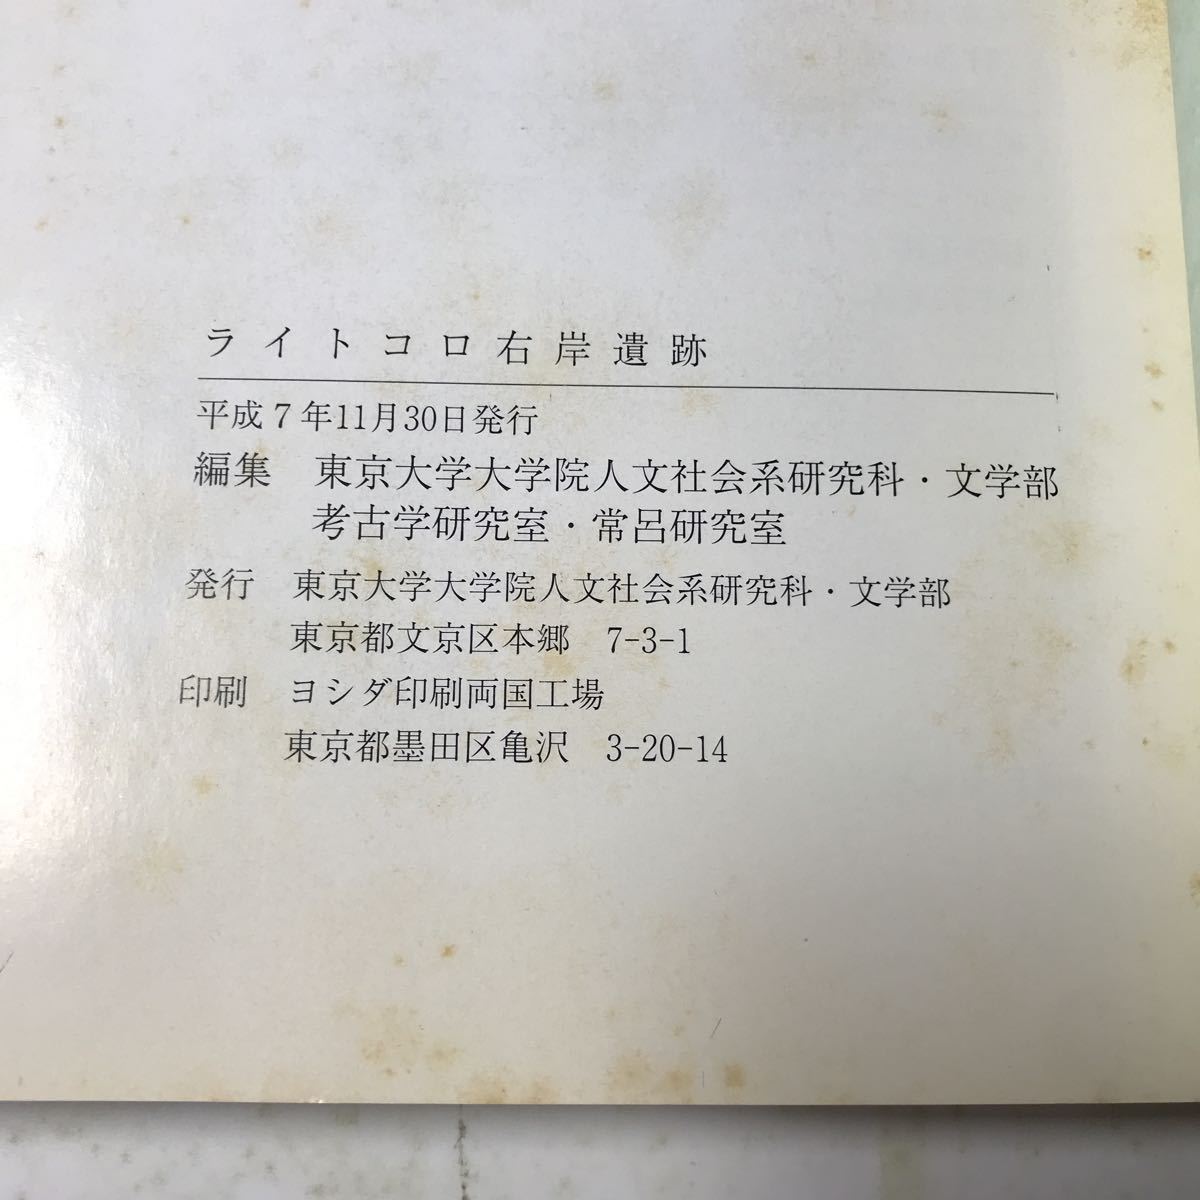 ライトコロ右岸遺跡
平成7年11月30日発行
編集 東京大学大学院人文社会系研究科・文学部
考古学研究室・常呂研究室
発行 東京大学大学院人文社会系研究科・文学部
東京都文京区本郷 7-3-1
印刷 ヨシダ印刷両国工場
東京都墨田区亀沢 3-20-14